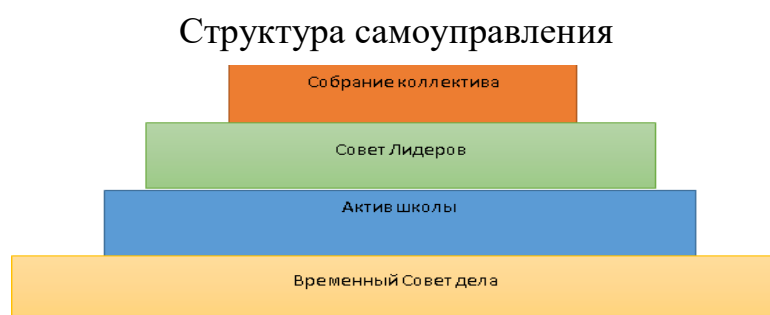 Структура самоуправления
Собрание коллектива
Совет Лидеров
Актив школы
Временный Совет дела